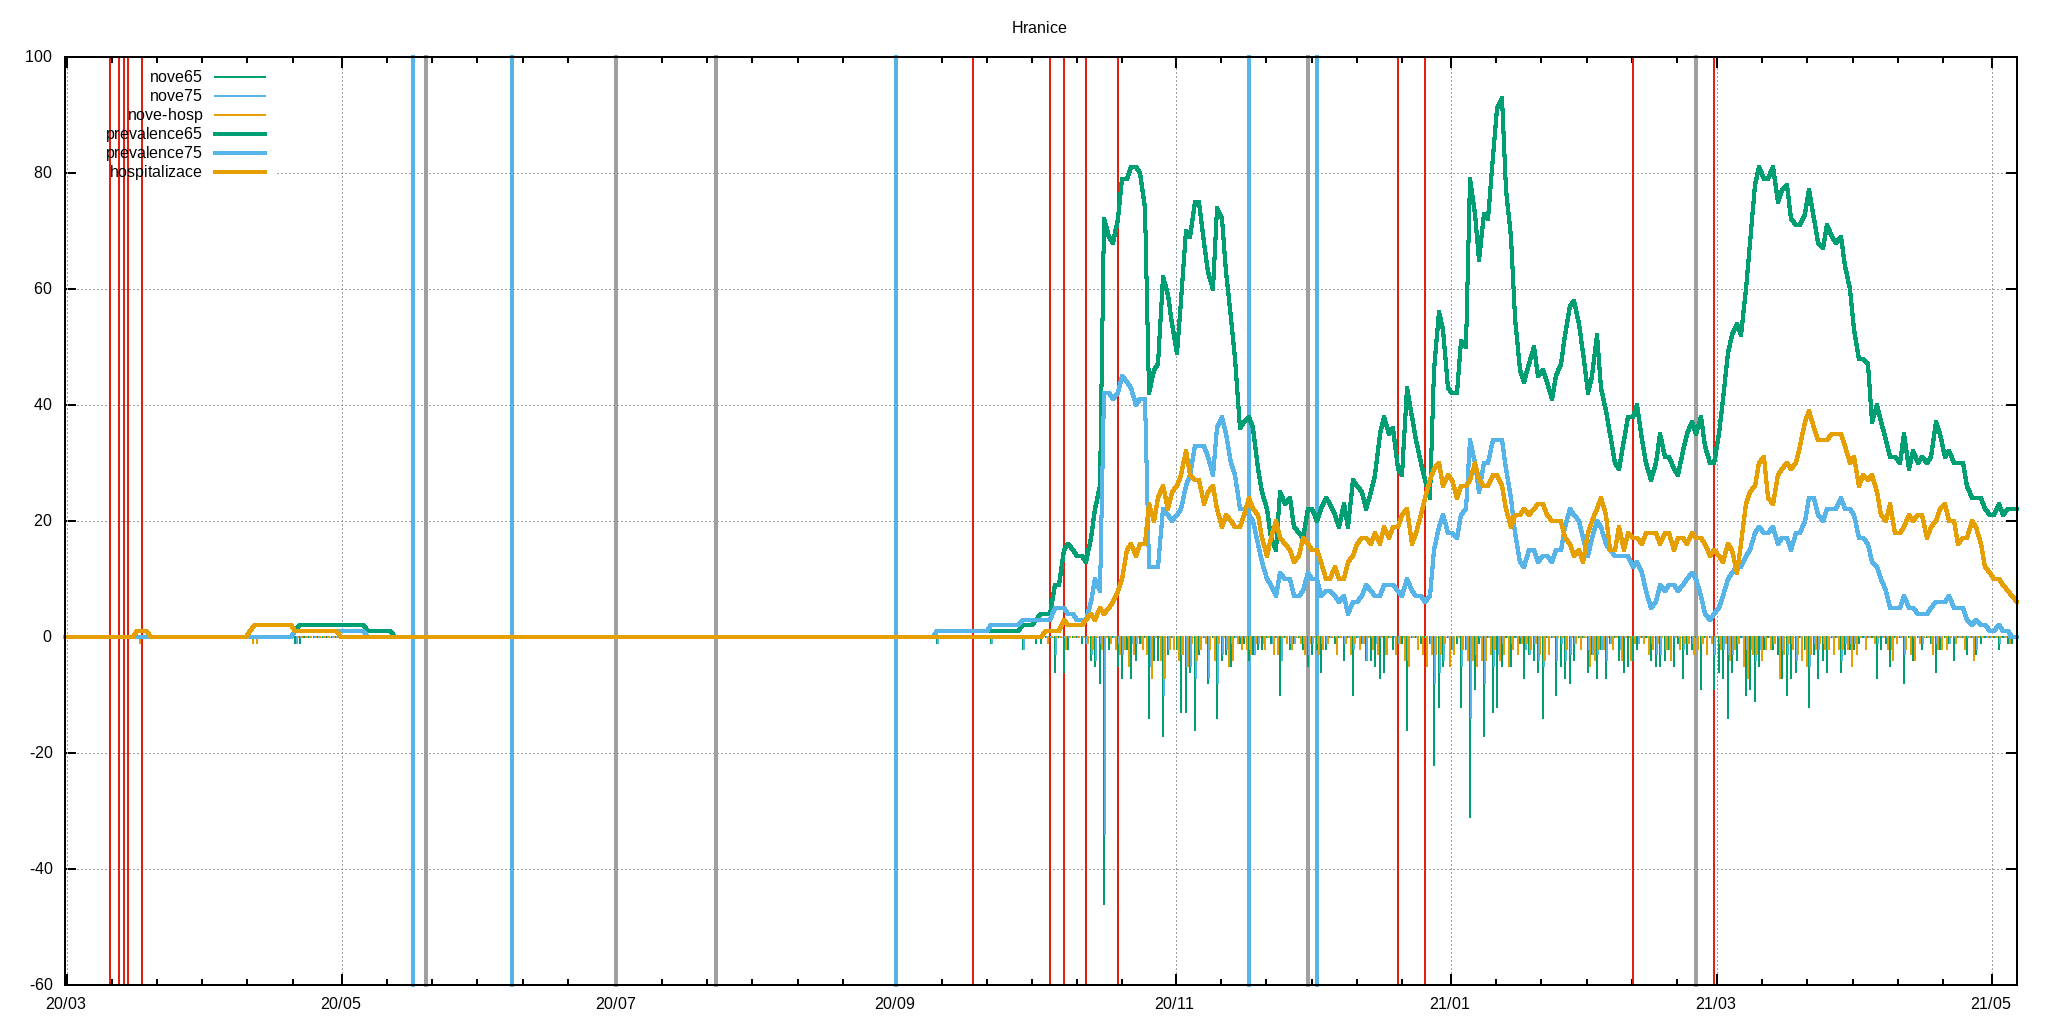 Hranice
100
80
60
40
20
0
-20
-40
-60
nove65
nove75
nove-hosp
prevalence65
prevalence75
hospitalizace
20/03 20/05 20/07 20/09 20/11 21/01 21/03 21/05